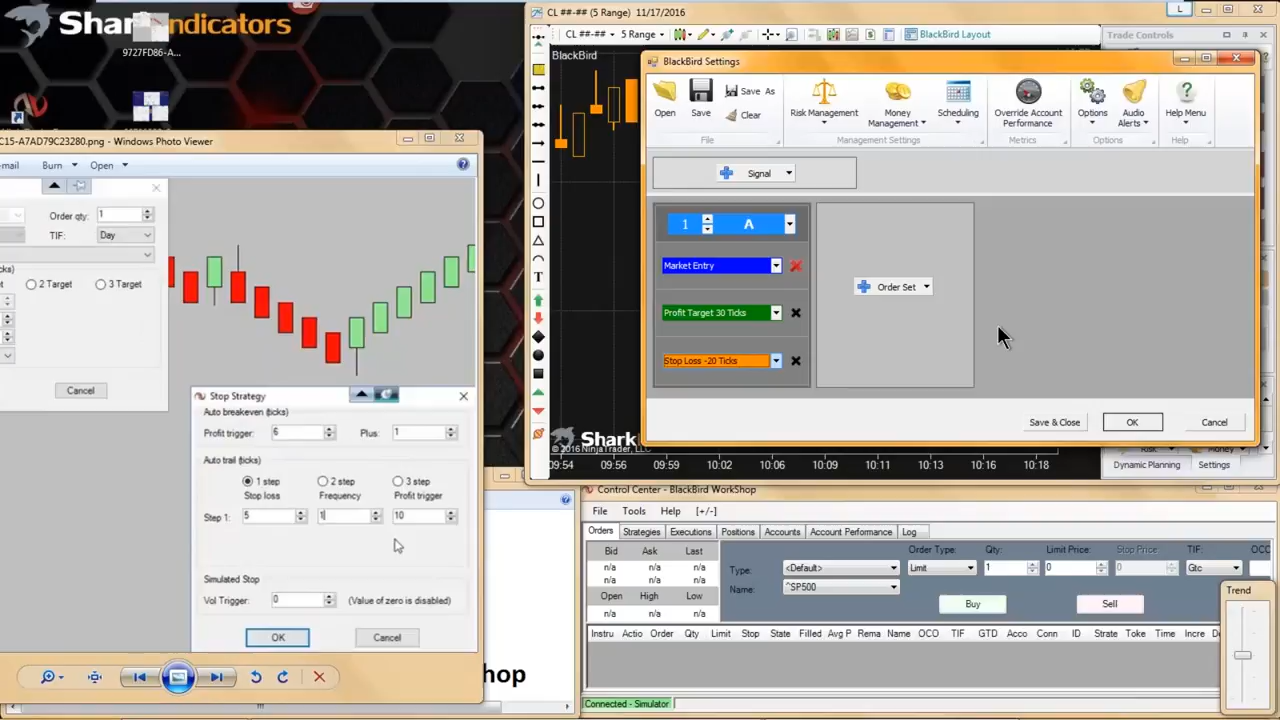 Shark Indicators
9727FD86-A...
C15-A7AD79C23280.png - Windows Photo Viewer
-mail Burn Open
Order qty: 1
TIF: Day
2 Target 3 Target
Cancel
Stop Strategy
Auto breakeven (ticks)
Profit trigger: 6 Plus: 1
Auto trail (ticks)
1 step 2 step 3 step
Stop loss Frequency Profit trigger
Step 1: 5 1 10
Simulated Stop
Vol Trigger: 0 (Value of zero is disabled)
OK Cancel
hop
CL ##-## (5 Range) 11/17/2016
L
CL ##-## 5 Range BlackBird Layout
Trade Controls
BlackBird
T
BlackBird Settings
Open Save Save As Clear
File
Risk Management Money Management Scheduling
Management Settings
Override Account Performance
Metrics
Options Audio Alerts
Options
Help Menu
Help
Signal
1 A
Market Entry
Profit Target 30 Ticks
Stop Loss -20 Ticks
Order Set
Save & Close OK Cancel
Shark
© 2016 NinjaTrader, LLC
09:54 09:56 09:59 10:02 10:06 10:09 10:11 10:13 10:16 10:18
Dynamic Planning Settings
Control Center - BlackBird WorkShop
File Tools Help [+/-]
Orders Strategies Executions Positions Accounts Account Performance Log
Bid Ask Last
n/a n/a n/a
n/a n/a n/a
Open High Low
n/a n/a n/a
Type: <Default>
Name: ^SP500
Order Type: Qty: Limit Price: Stop Price: TIF: OCO
Limit 1 0 0 Gtc
Buy Sell
Instru Actio Order Qty Limit Stop State Filled Avg P Rema Name OCO TIF GTD Acco Conn ID Strate Toke Time Incre
Connected - Simulator
Trend